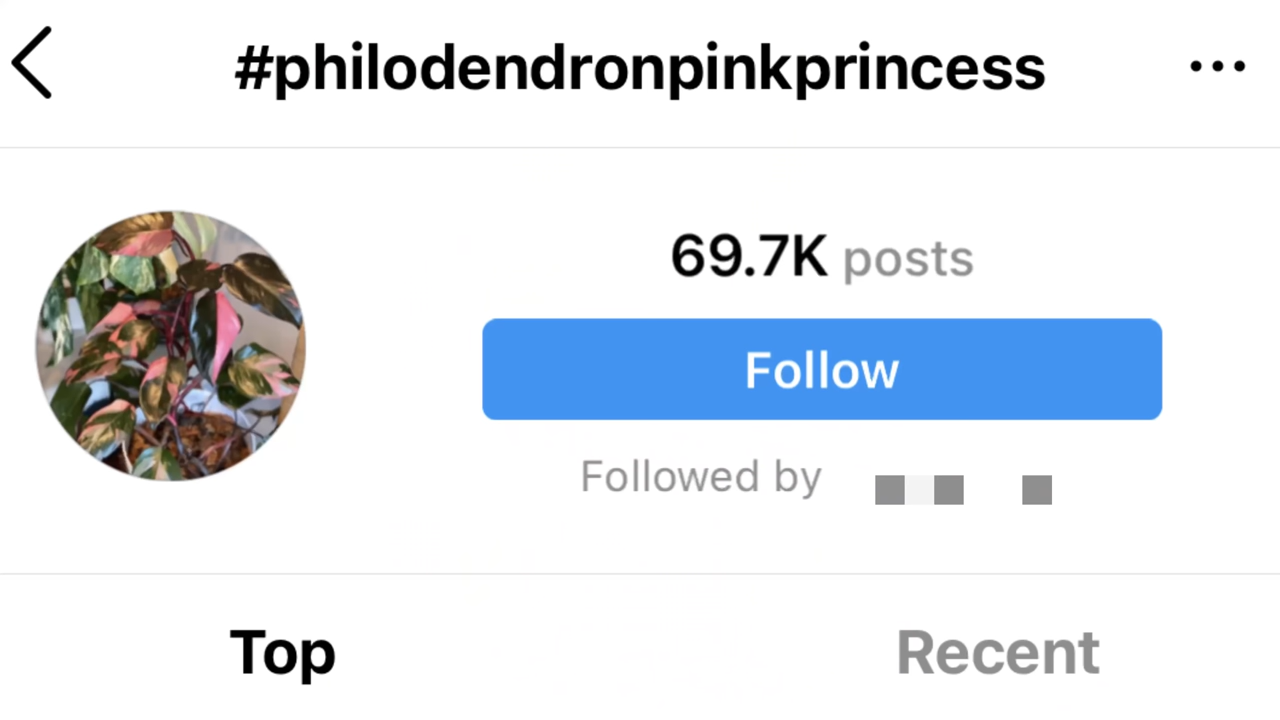 #philodendronpinkprincess
69.7K posts
Follow
Followed by
Top
Recent